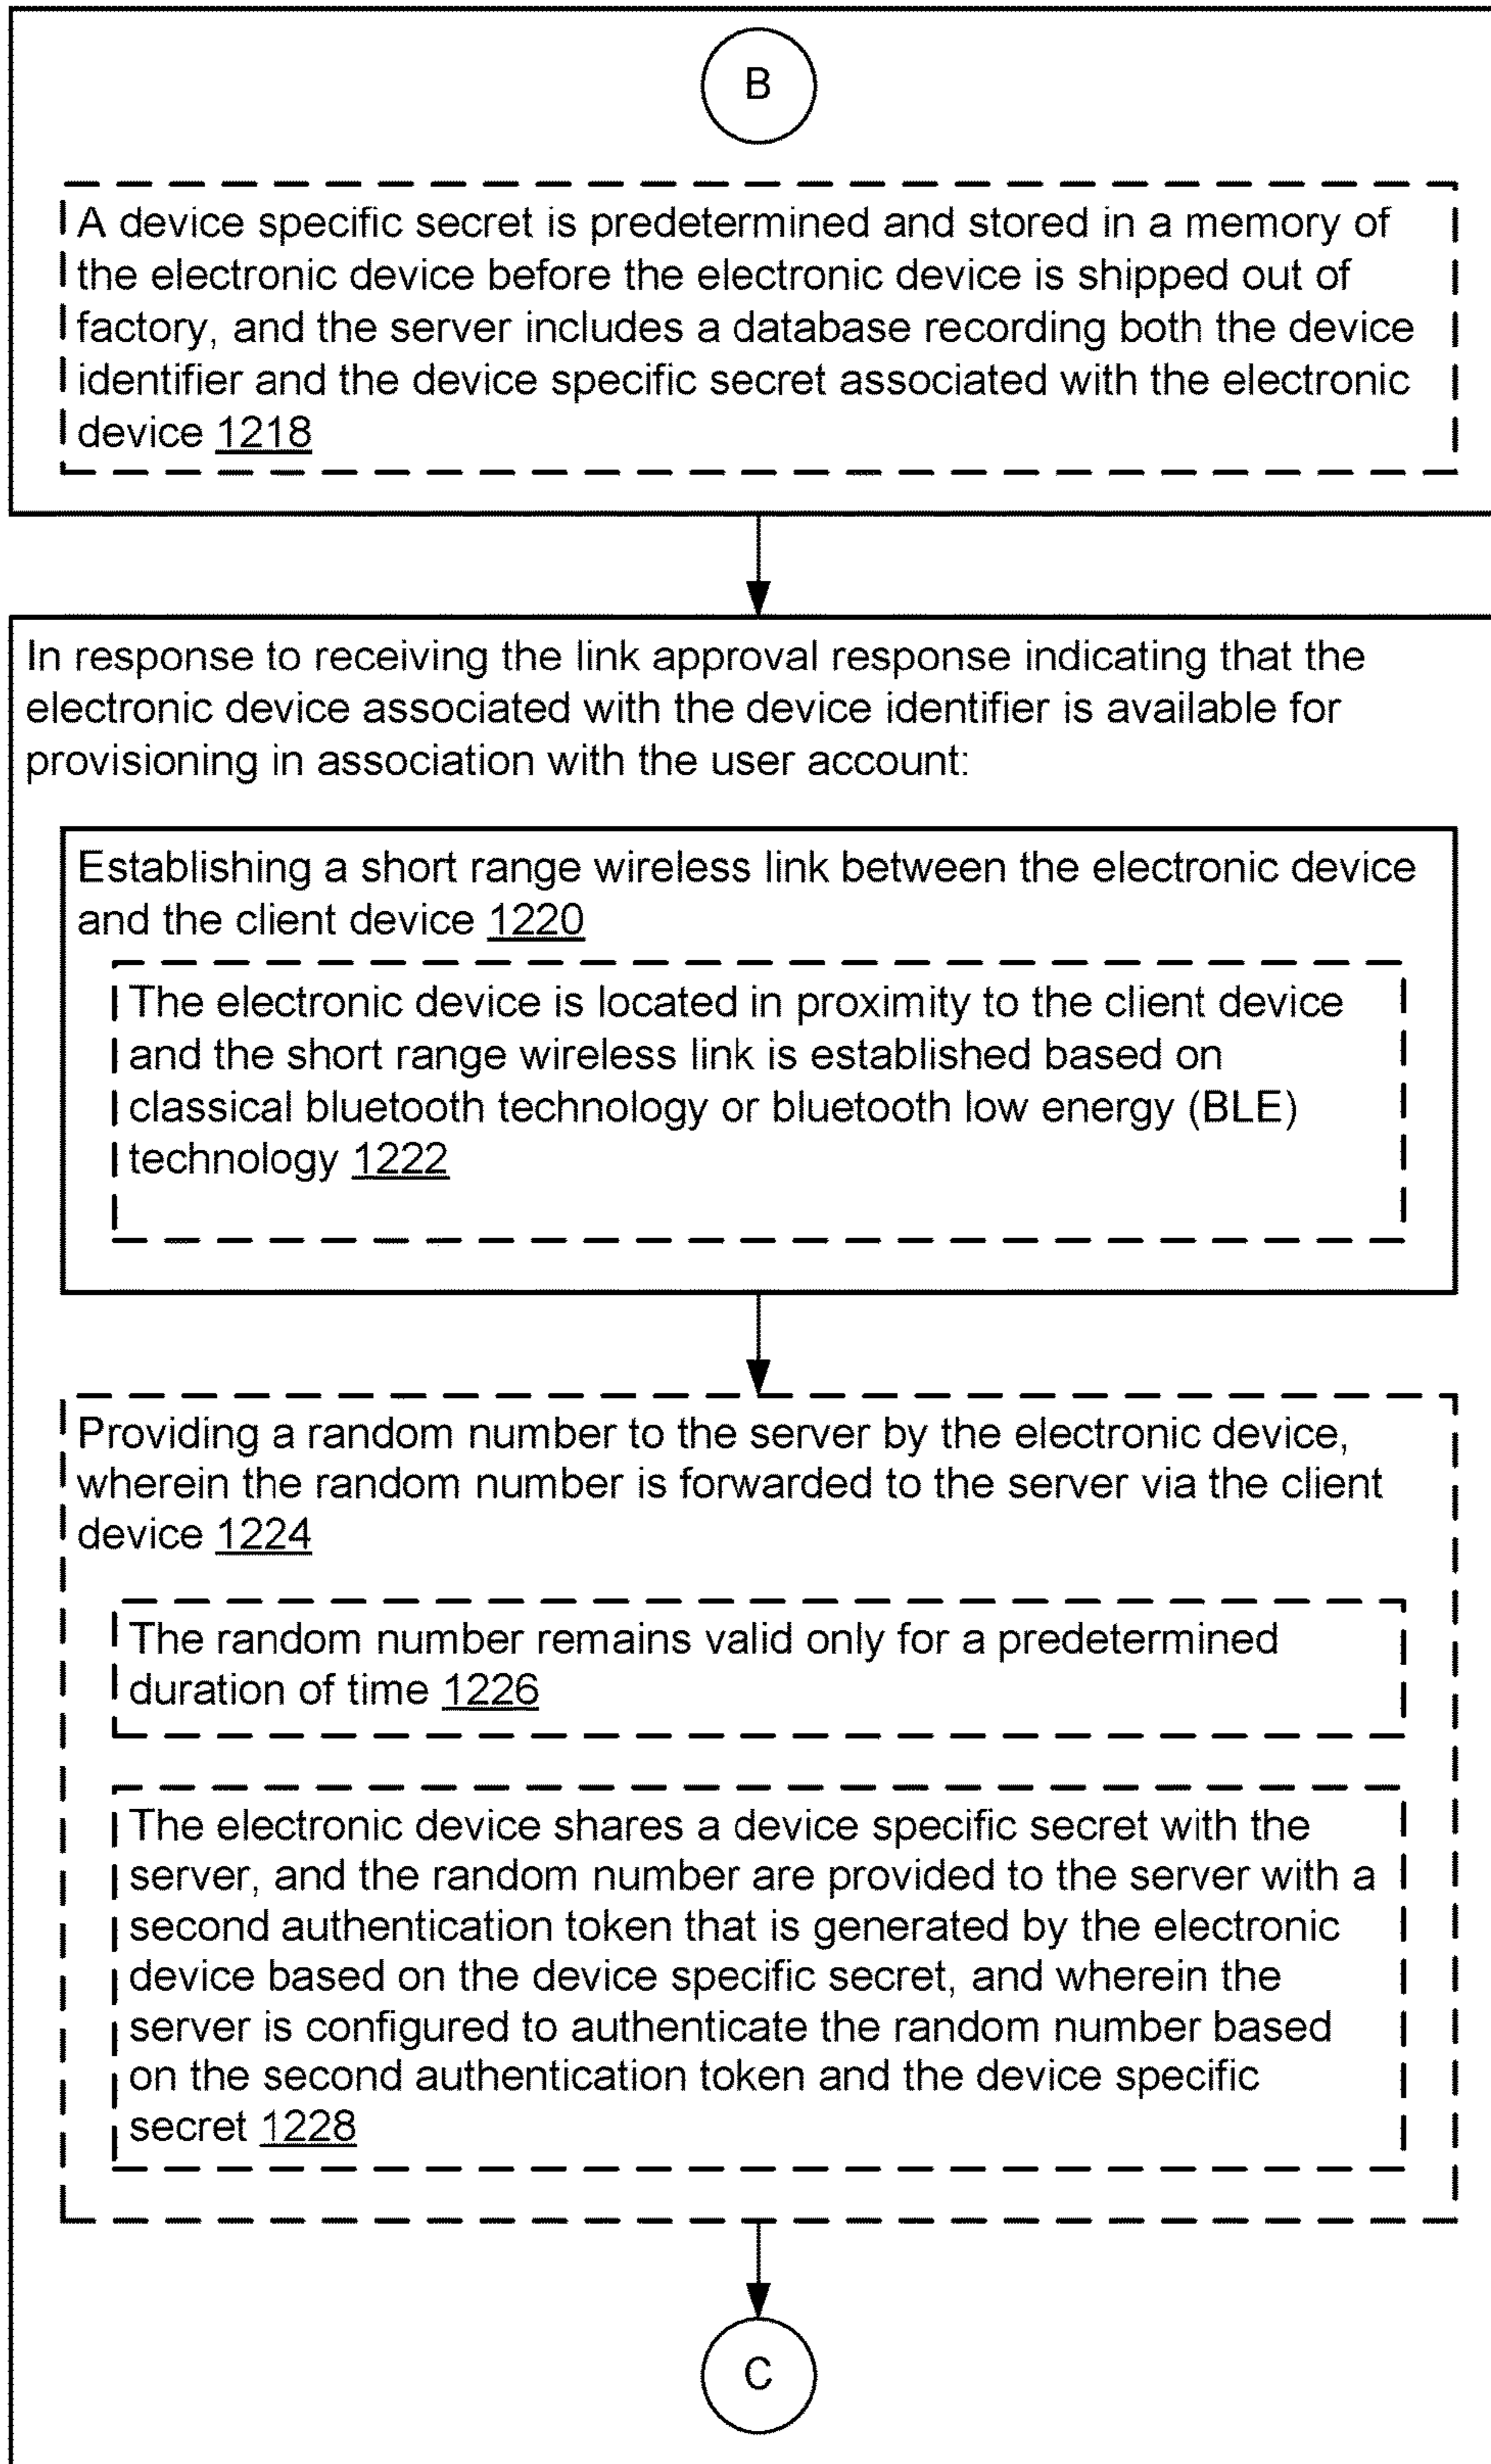 B
A device specific secret is predetermined and stored in a memory of
the electronic device before the electronic device is shipped out of
factory, and the server includes a database recording both the device
identifier and the device specific secret associated with the electronic
device 1218
In response to receiving the link approval response indicating that the
electronic device associated with the device identifier is available for
provisioning in association with the user account:
Establishing a short range wireless link between the electronic device
and the client device 1220
The electronic device is located in proximity to the client device
and the short range wireless link is established based on
classical bluetooth technology or bluetooth low energy (BLE)
technology 1222
Providing a random number to the server by the electronic device,
wherein the random number is forwarded to the server via the client
device 1224
The random number remains valid only for a predetermined
duration of time 1226
The electronic device shares a device specific secret with the
server, and the random number are provided to the server with a
second authentication token that is generated by the electronic
device based on the device specific secret, and wherein the
server is configured to authenticate the random number based
on the second authentication token and the device specific
secret 1228
C